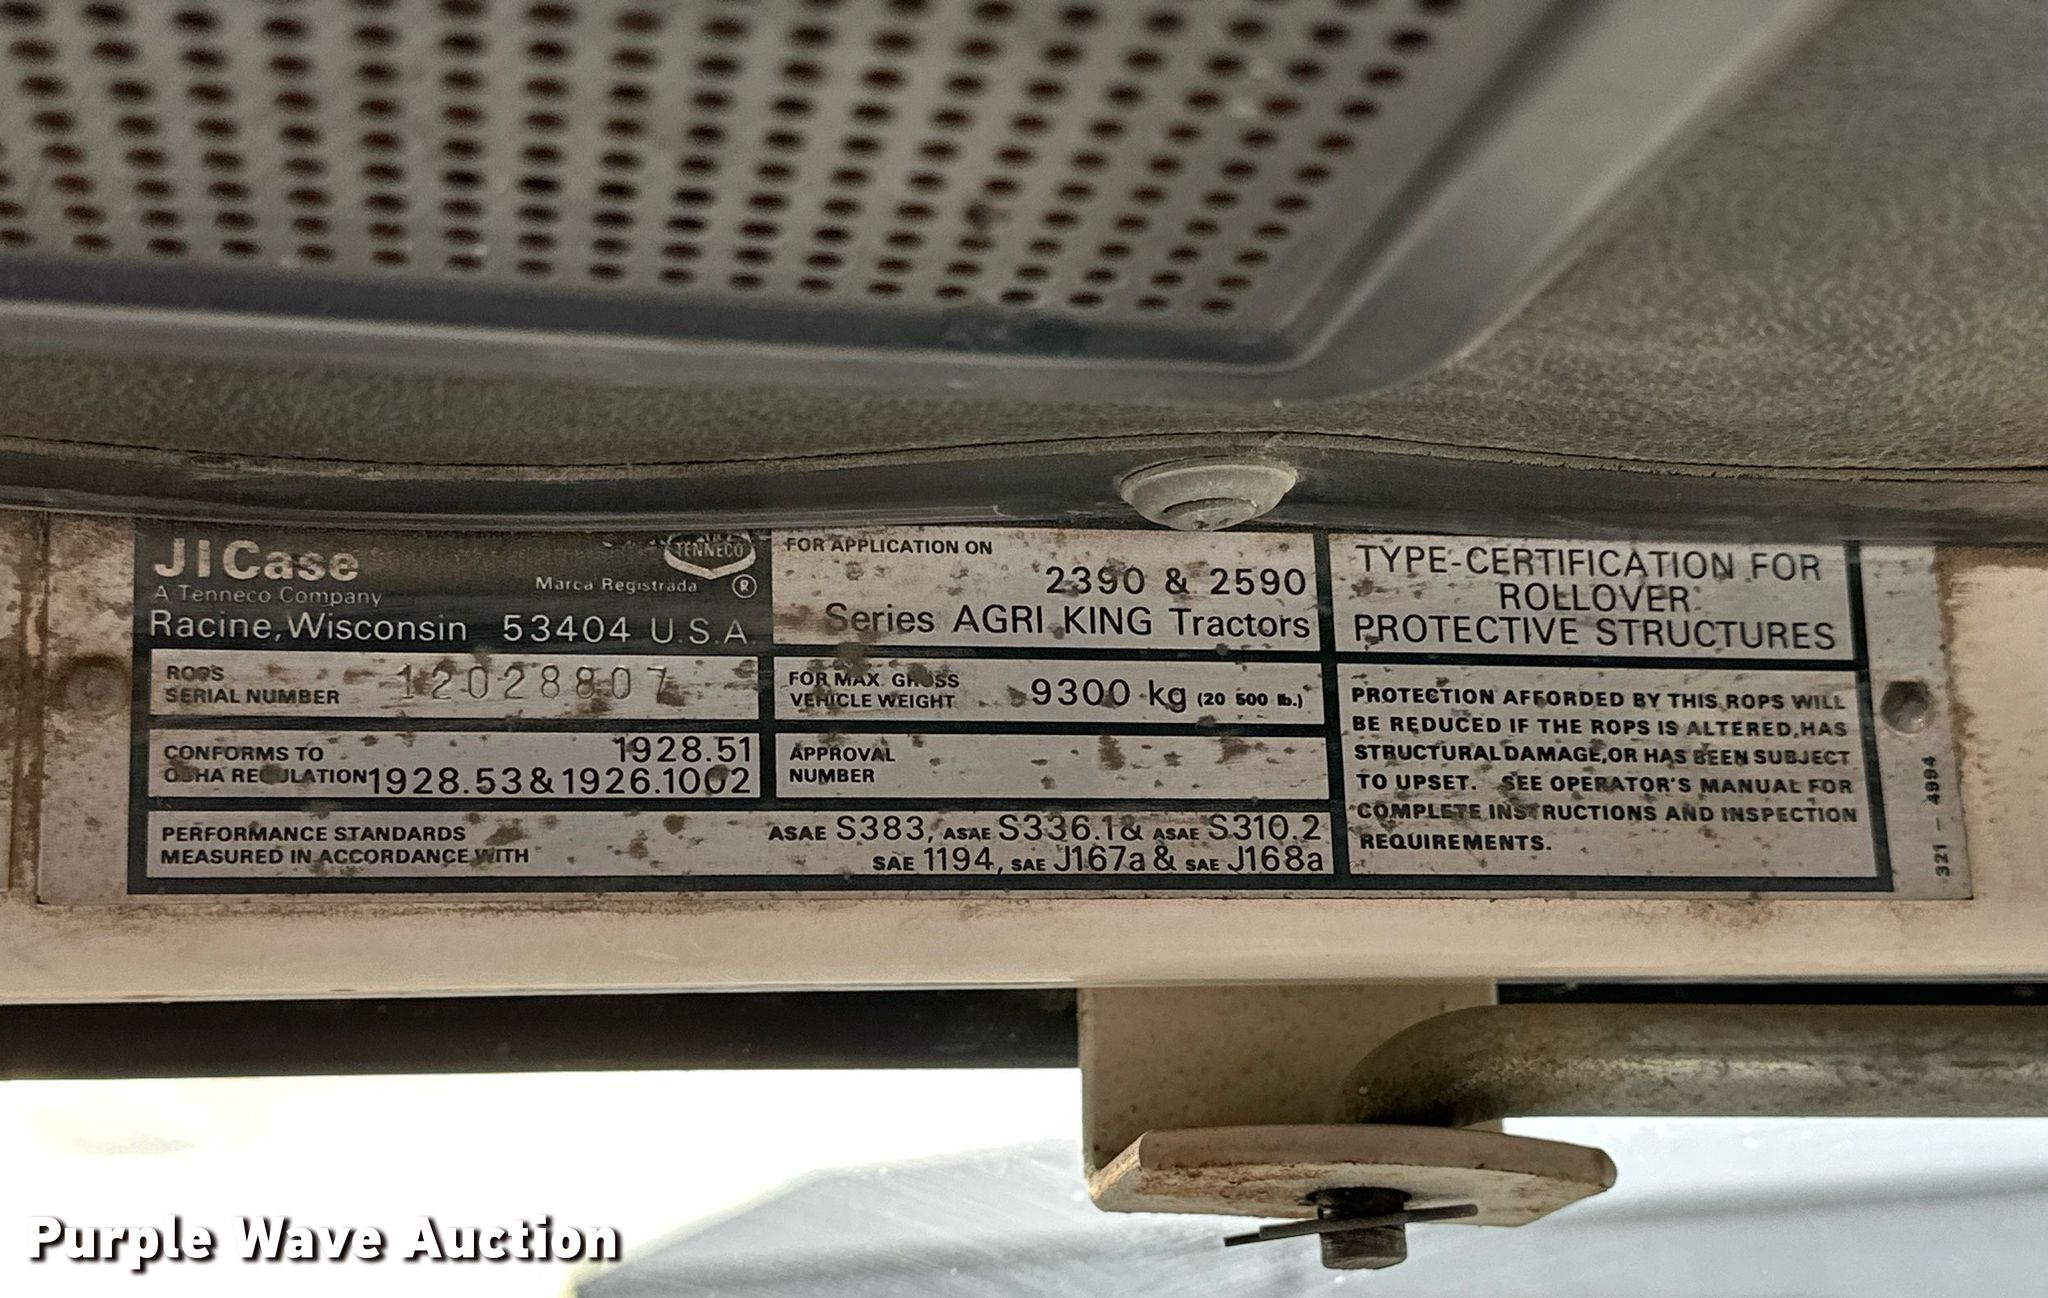 JI Case
A Tenneco Company
TENNECO
Marca Registrada ®
Racine, Wisconsin 53404 U.S.A
ROPS
SERIAL NUMBER 12028807
CONFORMS TO 1928.51
OSHA REGULATION 1928.53 & 1926.1002
PERFORMANCE STANDARDS
MEASURED IN ACCORDANCE WITH
ASAE S383, ASAE S336.1 & ASAE S310.2
SAE 1194, SAE J167a & SAE J168a
FOR APPLICATION ON
2390 & 2590
Series AGRI KING Tractors
FOR MAX. GROSS
VEHICLE WEIGHT 9300 kg (20 500 lb.)
APPROVAL
NUMBER
TYPE-CERTIFICATION FOR
ROLLOVER
PROTECTIVE STRUCTURES
PROTECTION AFFORDED BY THIS ROPS WILL
BE REDUCED IF THE ROPS IS ALTERED, HAS
STRUCTURAL DAMAGE, OR HAS BEEN SUBJECT
TO UPSET. SEE OPERATOR'S MANUAL FOR
COMPLETE INSTRUCTIONS AND INSPECTION
REQUIREMENTS.
321 - 4994
Purple Wave Auction